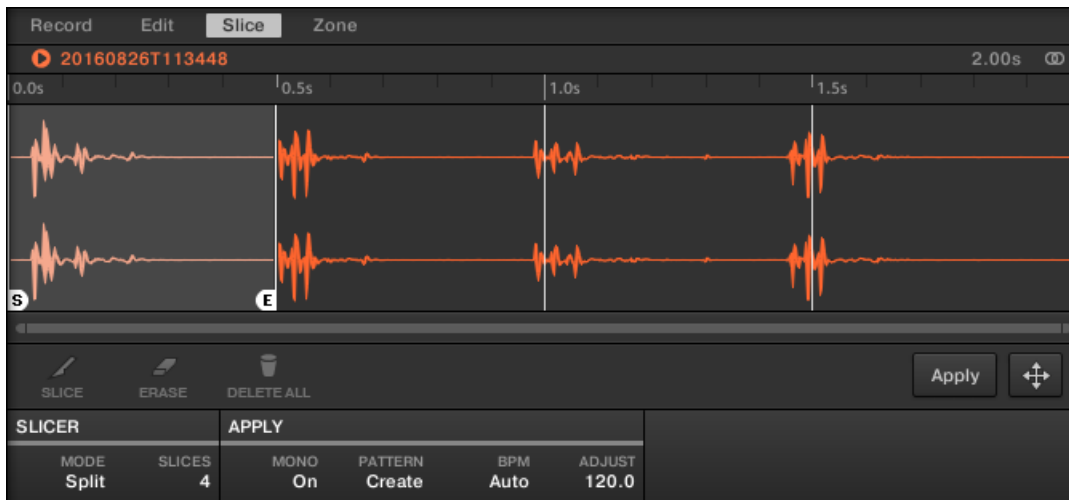 Record Edit Slice Zone
20160826T113448 2.00s
0.0s 0.5s 1.0s 1.5s
S E
SLICE ERASE DELETE ALL Apply
SLICER APPLY
MODE SLICES MONO PATTERN BPM ADJUST
Split 4 On Create Auto 120.0